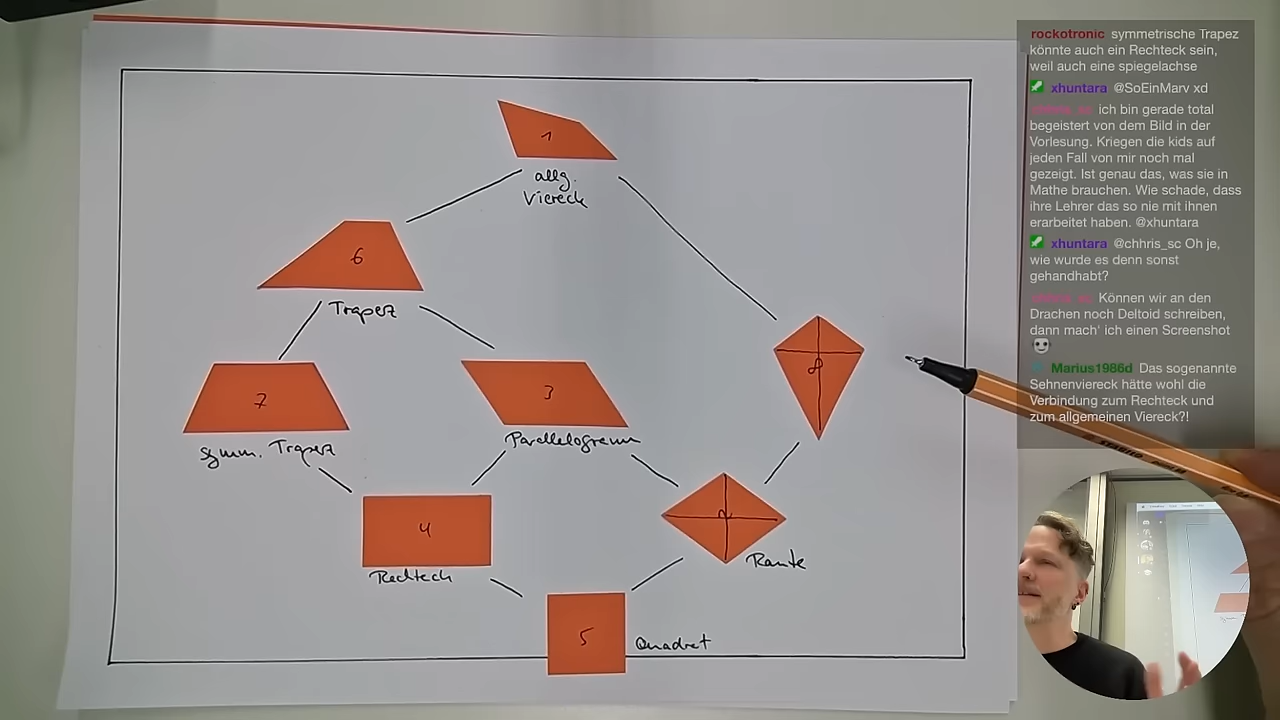 1
allg.
Viereck
6
Trapez
7
symm. Trapez
3
Parallelogramm
8
4
Rechteck
2
Raute
5
Quadrat
rockotronic symmetrische Trapez
könnte auch ein Rechteck sein,
weil auch eine spiegelachse
xhuntara @SoEinMarv xd
ich bin gerade total
begeistert von dem Bild in der
Vorlesung. Kriegen die kids auf
jeden Fall von mir noch mal
gezeigt. Ist genau das, was sie in
Mathe brauchen. Wie schade, dass
ihre Lehrer das so nie mit ihnen
erarbeitet haben. @xhuntara
xhuntara @chhris_sc Oh je,
wie wurde es denn sonst
gehandhabt?
Können wir an den
Drachen noch Deltoid schreiben,
dann mach' ich einen Screenshot
Marius1986d Das sogenannte
Sehnenviereck hätte wohl die
Verbindung zum Rechteck und
zum allgemeinen Viereck?!